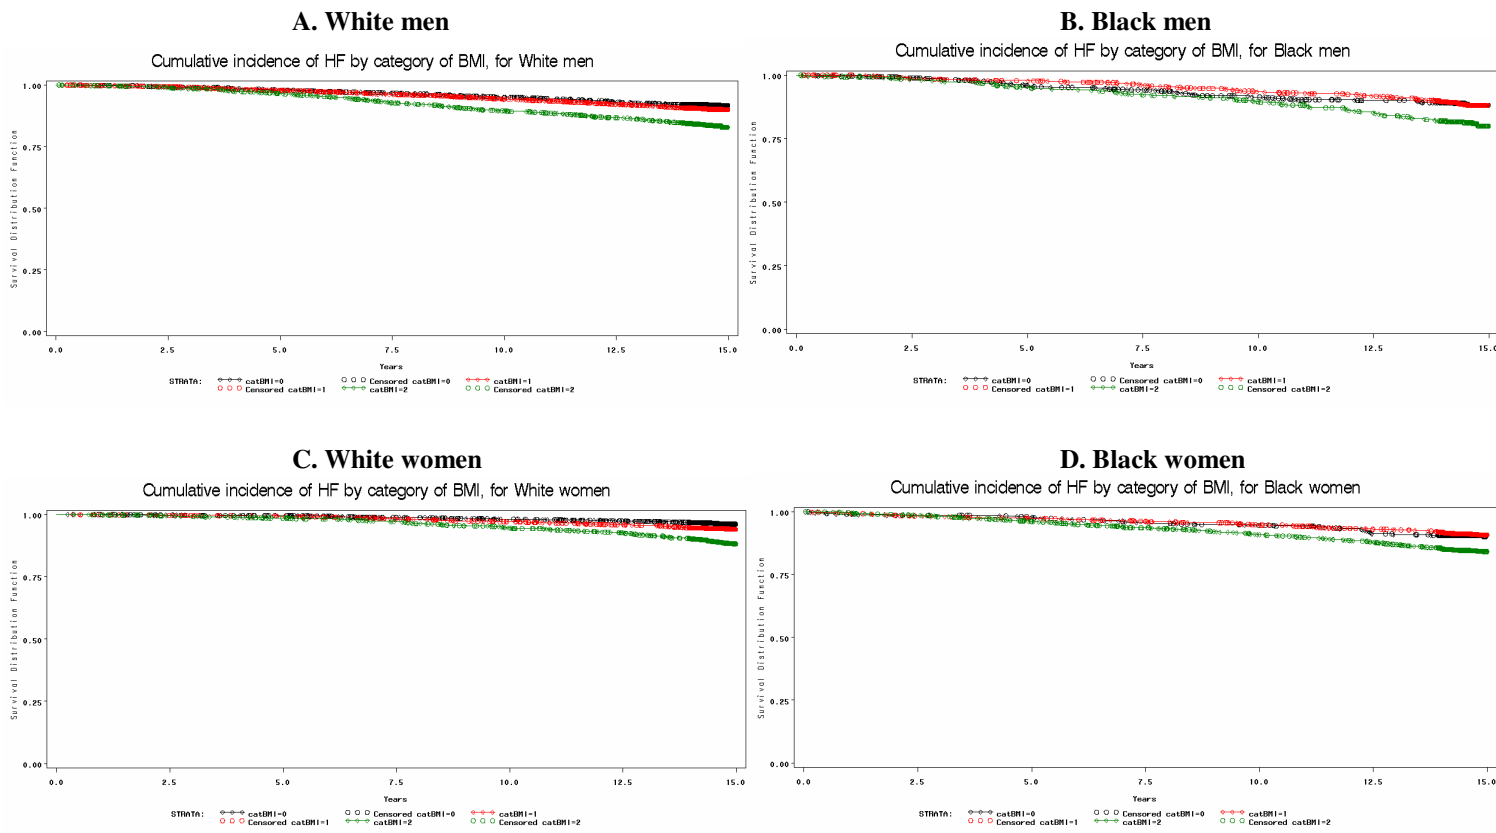 A. White men
Cumulative incidence of HF by category of BMI, for White men
Survival Distribution Function
1.00
0.75
0.50
0.25
0.00
0.0 2.5 5.0 7.5 10.0 12.5 15.0
Years
STRATA: catBMI=0 Censored catBMI=0 catBMI=1
Censored catBMI=1 catBMI=2 Censored catBMI=2
B. Black men
Cumulative incidence of HF by category of BMI, for Black men
Survival Distribution Function
1.00
0.75
0.50
0.25
0.00
0.0 2.5 5.0 7.5 10.0 12.5 15.0
Years
STRATA: catBMI=0 Censored catBMI=0 catBMI=1
Censored catBMI=1 catBMI=2 Censored catBMI=2
C. White women
Cumulative incidence of HF by category of BMI, for White women
Survival Distribution Function
1.00
0.75
0.50
0.25
0.00
0.0 2.5 5.0 7.5 10.0 12.5 15.0
Years
STRATA: catBMI=0 Censored catBMI=0 catBMI=1
Censored catBMI=1 catBMI=2 Censored catBMI=2
D. Black women
Cumulative incidence of HF by category of BMI, for Black women
Survival Distribution Function
1.00
0.75
0.50
0.25
0.00
0.0 2.5 5.0 7.5 10.0 12.5 15.0
Years
STRATA: catBMI=0 Censored catBMI=0 catBMI=1
Censored catBMI=1 catBMI=2 Censored catBMI=2